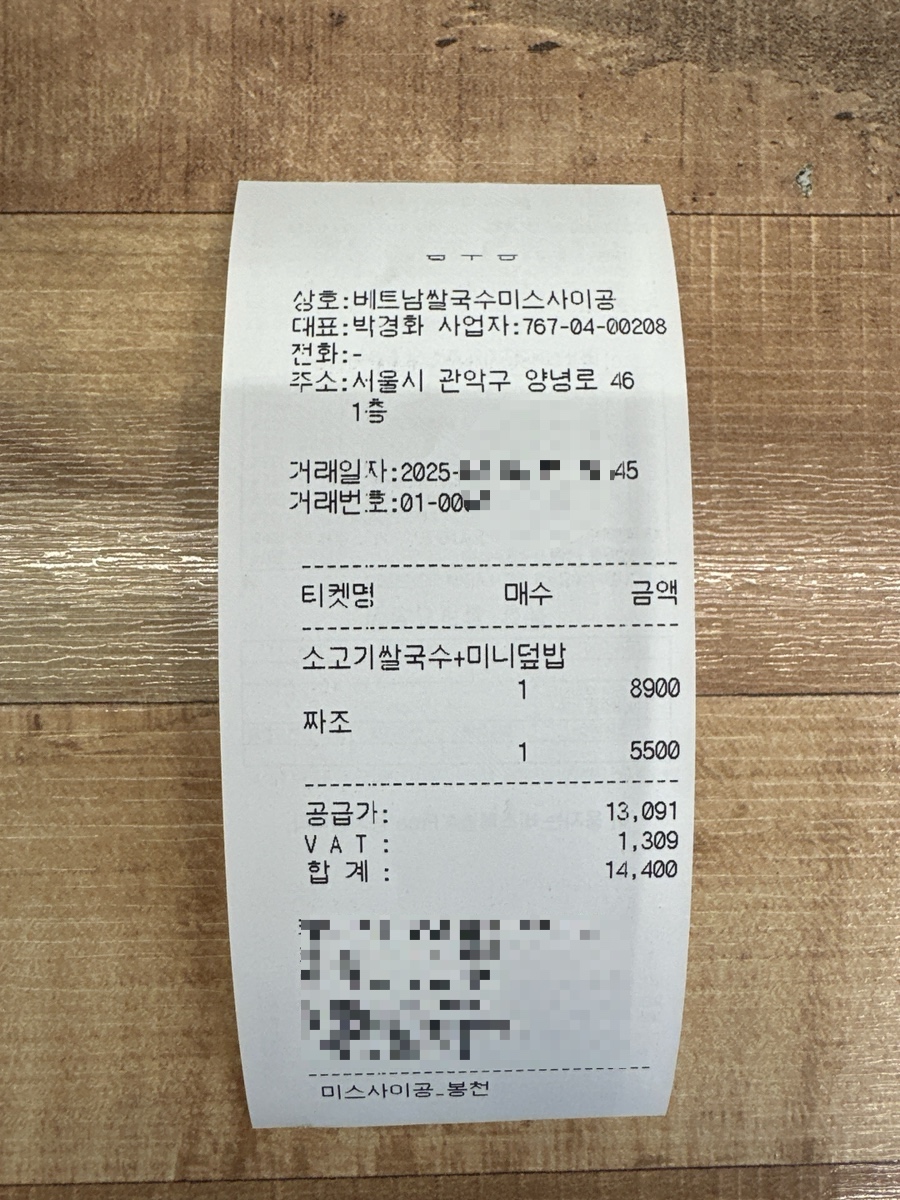 상호:베트남쌀국수미스사이공
대표:박경화 사업자:767-04-00208
전화:-
주소:서울시 관악구 양녕로 46
1층
거래일자:2025- 45
거래번호:01-00
티켓명 매수 금액
소고기쌀국수+미니덮밥
1 8900
짜조
1 5500
공급가: 13,091
V A T : 1,309
합 계 : 14,400
미스사이공_봉천